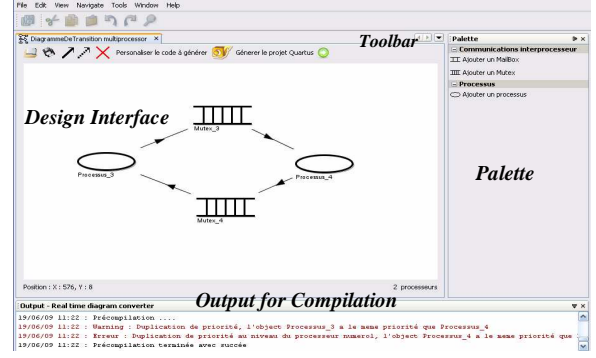 File Edit View Navigate Tools Window Help
DiagrammeDeTransition multiprocessor x
Toolbar
Palette
Personaliser le code à générer
Génerer le projet Quartus
Communications interprocesseur
Ajouter un MailBox
Ajouter un Mutex
Processus
Ajouter un processus
Design Interface
Mutex_3
Processus_3
Processus_4
Mutex_4
Palette
Position : X : 576, Y : 8
2 processeurs
Output for Compilation
Output - Real time diagram converter
19/06/09 11:22 : Précompilation ....
19/06/09 11:22 : Warning : Duplication de priorité, l'object Processus_3 a le meme priorité que Processus_4
19/06/09 11:22 : Erreur : Duplication de priorité au niveau du processeur numero1, l'object Processus_4 a le meme priorité que
19/06/09 11:22 : Précompilation terminée avec succée